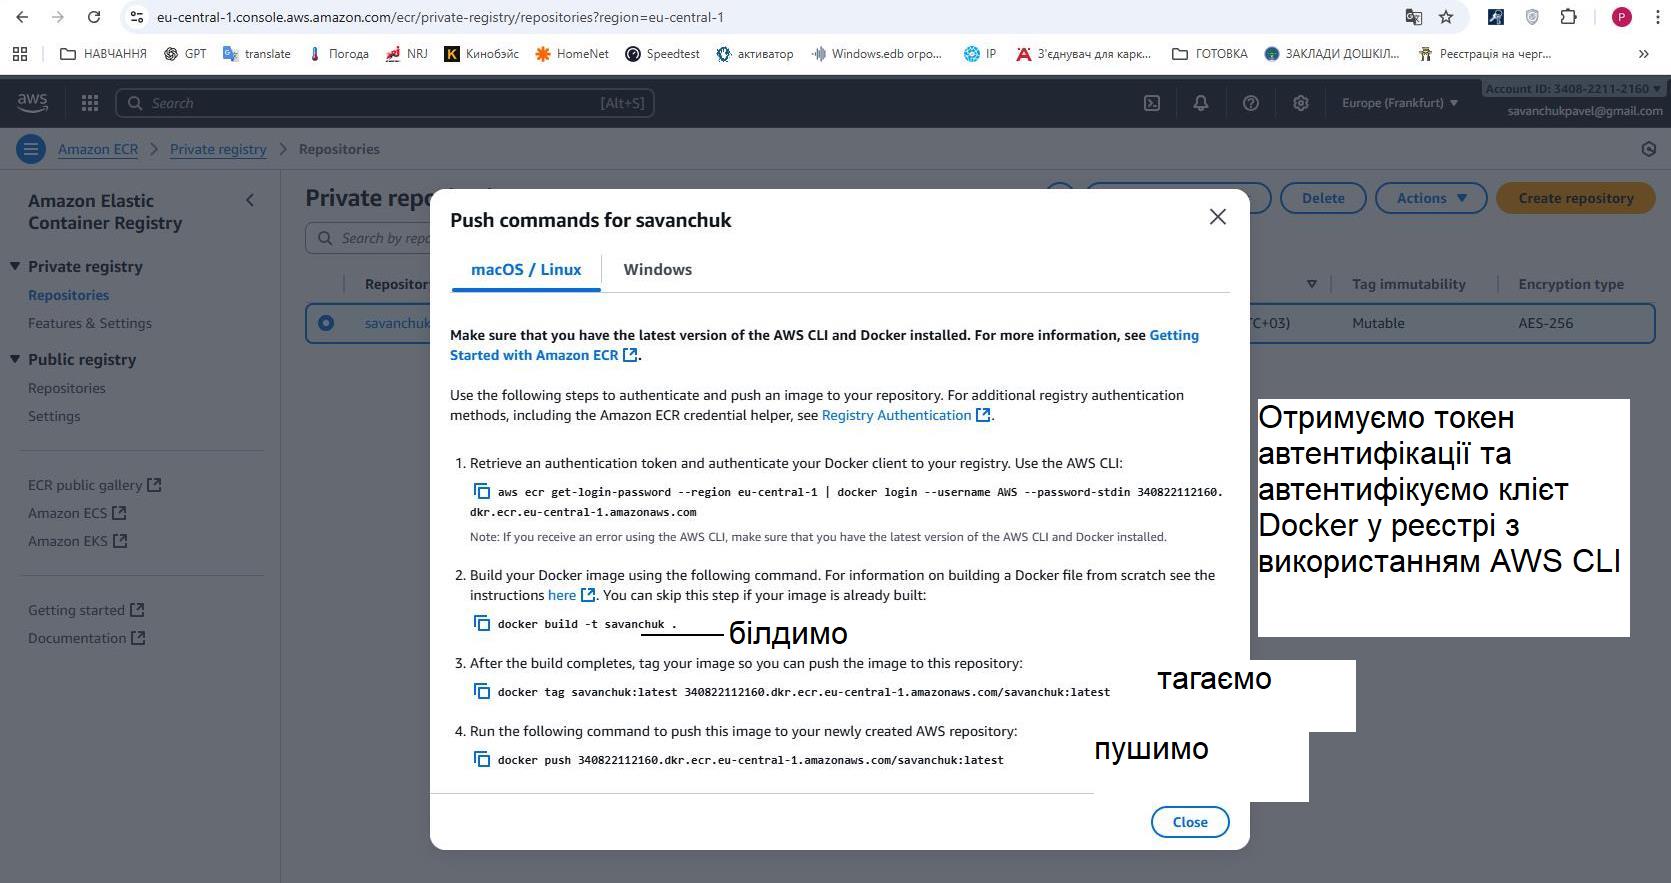 eu-central-1.console.aws.amazon.com/ecr/private-registry/repositories?region=eu-central-1
P
НАВЧАННЯ
GPT
translate
Погода
NRJ
Кинобэйс
HomeNet
Speedtest
активатор
Windows.edb огро...
IP
З'єднувач для карк...
ГОТОВКА
ЗАКЛАДИ ДОШКІЛ...
Реєстрація на черг...
aws
Search
[Alt+S]
Europe (Frankfurt)
Account ID: 3408-2211-2160
savanchukpavel@gmail.com
Amazon ECR
Private registry
Repositories
Amazon Elastic
Container Registry
Private registry
Repositories
Features & Settings
Public registry
Repositories
Settings
ECR public gallery
Amazon ECS
Amazon EKS
Getting started
Documentation
Delete
Actions
Create repository
Search by
Tag immutability
Encryption type
savanchuk
C+03)
Mutable
AES-256
Push commands for savanchuk
macOS / Linux
Windows
Make sure that you have the latest version of the AWS CLI and Docker installed. For more information, see Getting
Started with Amazon ECR .
Use the following steps to authenticate and push an image to your repository. For additional registry authentication
methods, including the Amazon ECR credential helper, see Registry Authentication .
1. Retrieve an authentication token and authenticate your Docker client to your registry. Use the AWS CLI:
aws ecr get-login-password --region eu-central-1 | docker login --username AWS --password-stdin 340822112160.
dkr.ecr.eu-central-1.amazonaws.com
Note: If you receive an error using the AWS CLI, make sure that you have the latest version of the AWS CLI and Docker installed.
2. Build your Docker image using the following command. For information on building a Docker file from scratch see the
instructions here . You can skip this step if your image is already built:
docker build -t savanchuk .
білдимо
3. After the build completes, tag your image so you can push the image to this repository:
docker tag savanchuk:latest 340822112160.dkr.ecr.eu-central-1.amazonaws.com/savanchuk:latest
тагаємо
4. Run the following command to push this image to your newly created AWS repository:
docker push 340822112160.dkr.ecr.eu-central-1.amazonaws.com/savanchuk:latest
пушимо
Close
Отримуємо токен
автентифікації та
автентифікуємо клієт
Docker у реєстрі з
використанням AWS CLI